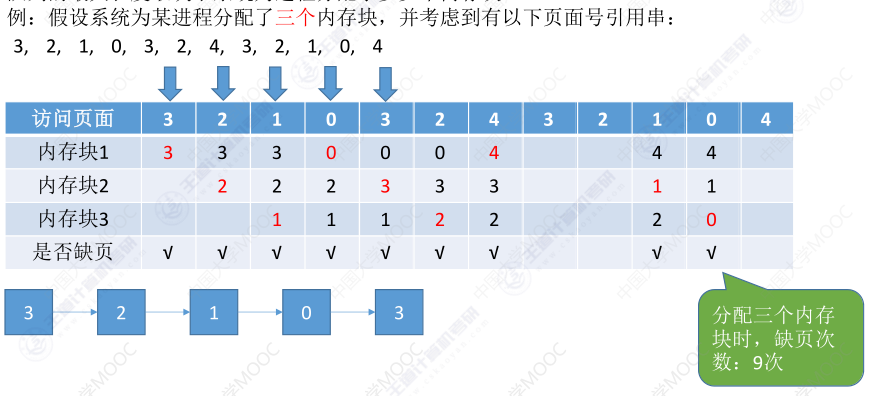 例：假设系统为某进程分配了三个内存块，并考虑到有以下页面号引用串：
3, 2, 1, 0, 3, 2, 4, 3, 2, 1, 0, 4
访问页面 3 2 1 0 3 2 4 3 2 1 0 4
内存块1 3 3 3 0 0 0 4 4 4
内存块2 2 2 2 3 3 3 1 1
内存块3 1 1 1 2 2 2 0
是否缺页 √ √ √ √ √ √ √ √ √
3 2 1 0 3
分配三个内存
块时，缺页次
数：9次